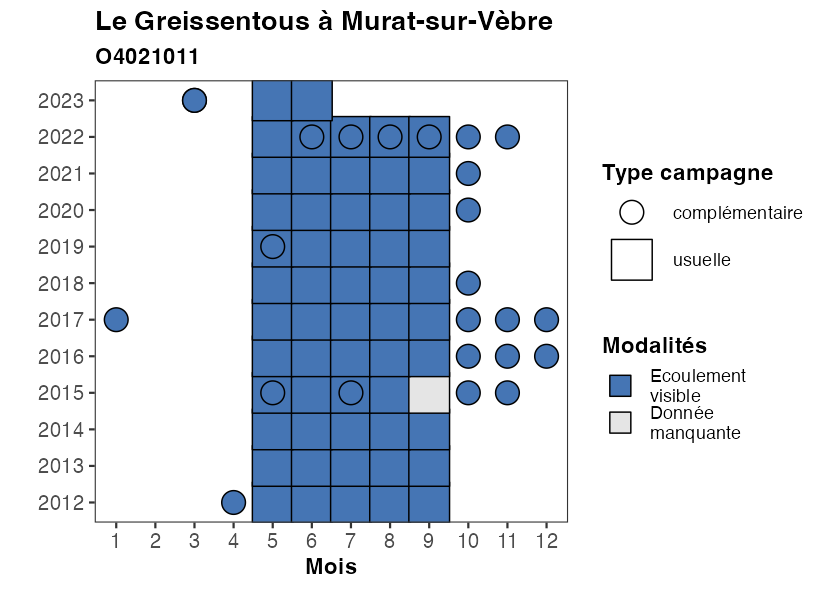 Le Greissentous à Murat-sur-Vèbre
O4021011
2023
2022
2021
2020
2019
2018
2017
2016
2015
2014
2013
2012
1 2 3 4 5 6 7 8 9 10 11 12
Mois
Type campagne
complémentaire
usuelle
Modalités
Ecoulement
visible
Donnée
manquante